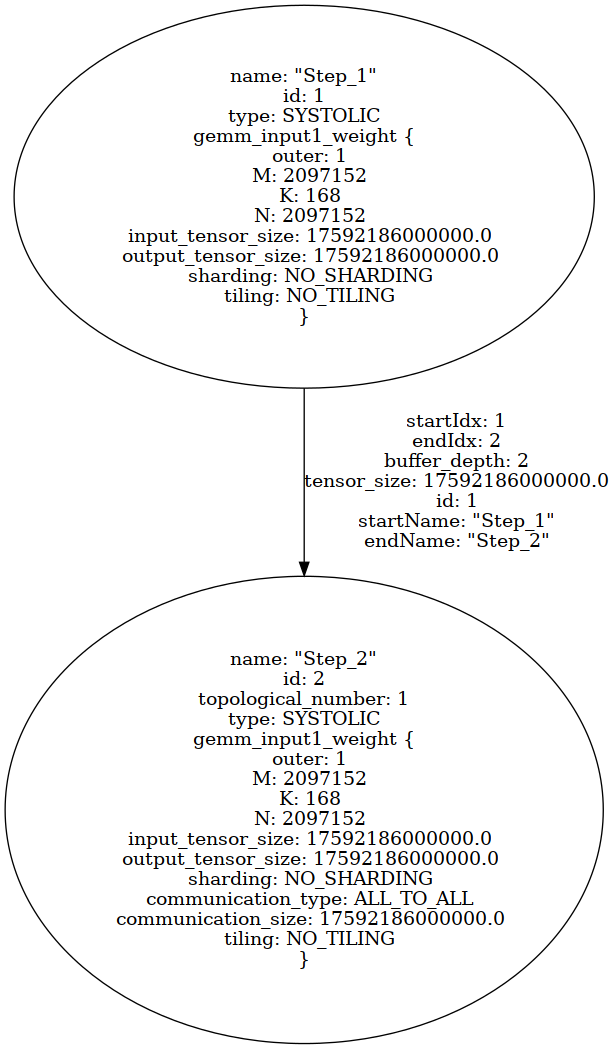 name: "Step_1"
id: 1
type: SYSTOLIC
gemm_input1_weight {
outer: 1
M: 2097152
K: 168
N: 2097152
input_tensor_size: 17592186000000.0
output_tensor_size: 17592186000000.0
sharding: NO_SHARDING
tiling: NO_TILING
}
startIdx: 1
endIdx: 2
buffer_depth: 2
tensor_size: 17592186000000.0
id: 1
startName: "Step_1"
endName: "Step_2"
name: "Step_2"
id: 2
topological_number: 1
type: SYSTOLIC
gemm_input1_weight {
outer: 1
M: 2097152
K: 168
N: 2097152
input_tensor_size: 17592186000000.0
output_tensor_size: 17592186000000.0
sharding: NO_SHARDING
communication_type: ALL_TO_ALL
communication_size: 17592186000000.0
tiling: NO_TILING
}